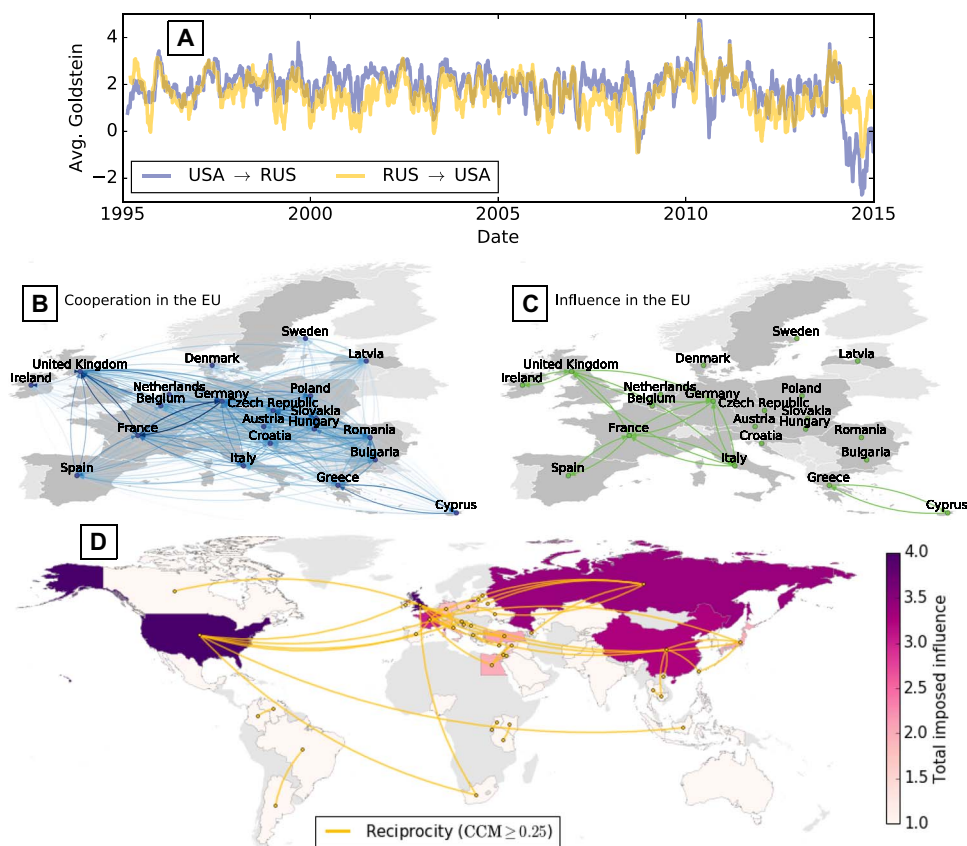 A
Avg. Goldstein
4
2
0
−2
USA → RUS
RUS → USA
1995
2000
2005
2010
2015
Date
B
Cooperation in the EU
Sweden
Denmark
Latvia
United Kingdom
Ireland
Netherlands
Belgium
Germany
Poland
Czech Republic
Slovakia
Austria
Hungary
France
Croatia
Romania
Italy
Bulgaria
Spain
Greece
Cyprus
C
Influence in the EU
Sweden
Denmark
Latvia
United Kingdom
Ireland
Netherlands
Belgium
Germany
Poland
Czech Republic
Slovakia
Austria
Hungary
France
Croatia
Romania
Italy
Bulgaria
Spain
Greece
Cyprus
D
4.0
3.5
3.0
2.5
2.0
1.5
1.0
Total imposed influence
Reciprocity (CCM ≥ 0.25)